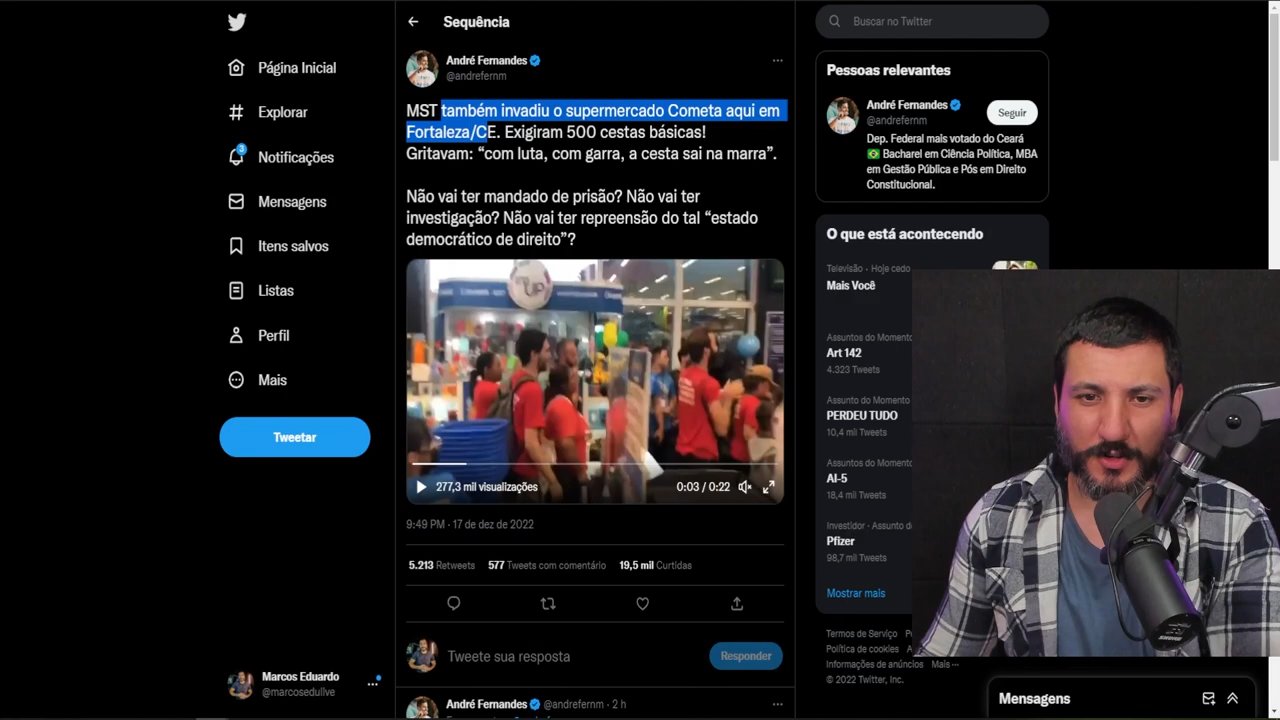 Sequência
Buscar no Twitter
André Fernandes
@andrefernm
Página Inicial
Explorar
3
Notificações
Mensagens
Itens salvos
Listas
Perfil
Mais
Tweetar
MST também invadiu o supermercado Cometa aqui em
Fortaleza/CE. Exigiram 500 cestas básicas!
Gritavam: “com luta, com garra, a cesta sai na marra”.
Não vai ter mandado de prisão? Não vai ter
investigação? Não vai ter repreensão do tal “estado
democrático de direito”?
277,3 mil visualizações
0:03 / 0:22
9:49 PM · 17 de dez de 2022
5.213 Retweets 577 Tweets com comentário 19,5 mil Curtidas
Tweete sua resposta
Responder
André Fernandes @andrefernm · 2 h
Marcos Eduardo
@marcosedullve
Pessoas relevantes
André Fernandes
@andrefernm
Seguir
Dep. Federal mais votado do Ceará
Bacharel em Ciência Política, MBA
em Gestão Pública e Pós em Direito
Constitucional.
O que está acontecendo
Televisão · Hoje cedo
Mais Você
Assuntos do Momento
Art 142
4.323 Tweets
Assunto do Momento
PERDEU TUDO
10,4 mil Tweets
Assuntos do Momento
AI-5
18,4 mil Tweets
Investidor · Assunto d
Pfizer
98,7 mil Tweets
Mostrar mais
Termos de Serviço
Política de cookies
Informações de anúncios Mais ···
© 2022 Twitter, Inc.
Mensagens